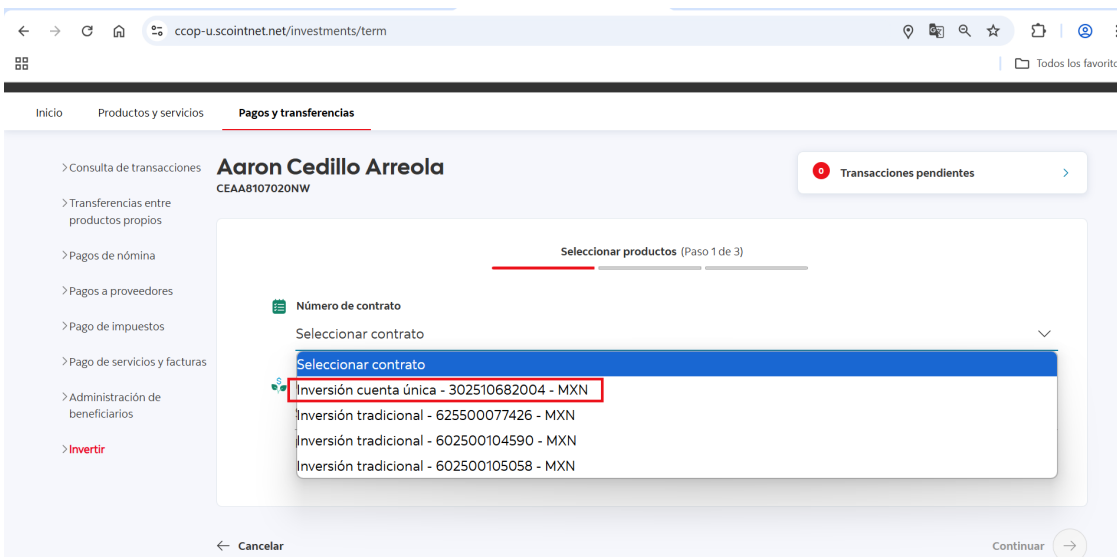 ccop-u.scointnet.net/investments/term
Todos los favorito
Inicio
Productos y servicios
Pagos y transferencias
Consulta de transacciones
Transferencias entre
productos propios
Pagos de nómina
Pagos a proveedores
Pago de impuestos
Pago de servicios y facturas
Administración de
beneficiarios
Invertir
Aaron Cedillo Arreola
CEAA8107020NW
0
Transacciones pendientes
Seleccionar productos (Paso 1 de 3)
Número de contrato
Seleccionar contrato
Seleccionar contrato
Inversión cuenta única - 302510682004 - MXN
Inversión tradicional - 625500077426 - MXN
Inversión tradicional - 602500104590 - MXN
Inversión tradicional - 602500105058 - MXN
Cancelar
Continuar